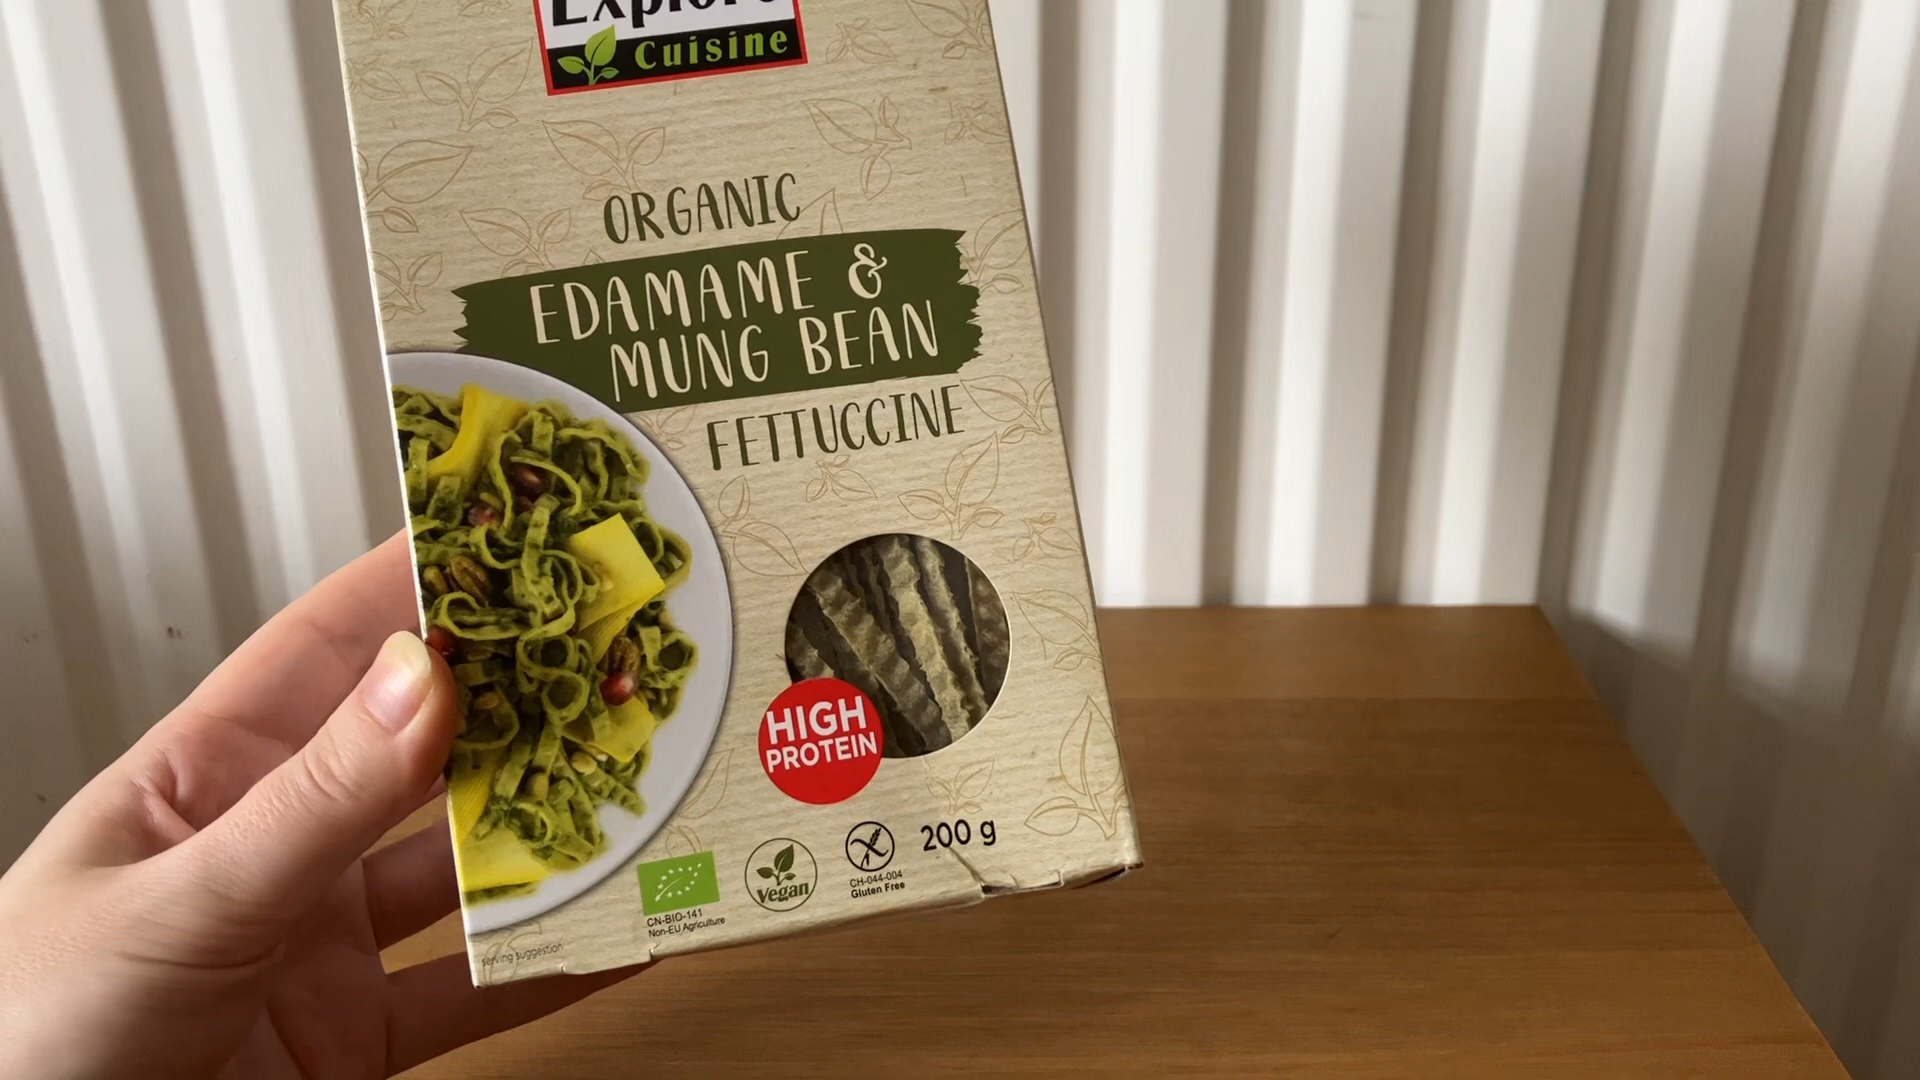 Explore
Cuisine
ORGANIC
EDAMAME &
MUNG BEAN
FETTUCCINE
HIGH
PROTEIN
200 g
CN-BIO-141
Non-EU Agriculture
Vegan
CH-044-004
Gluten Free
serving suggestion